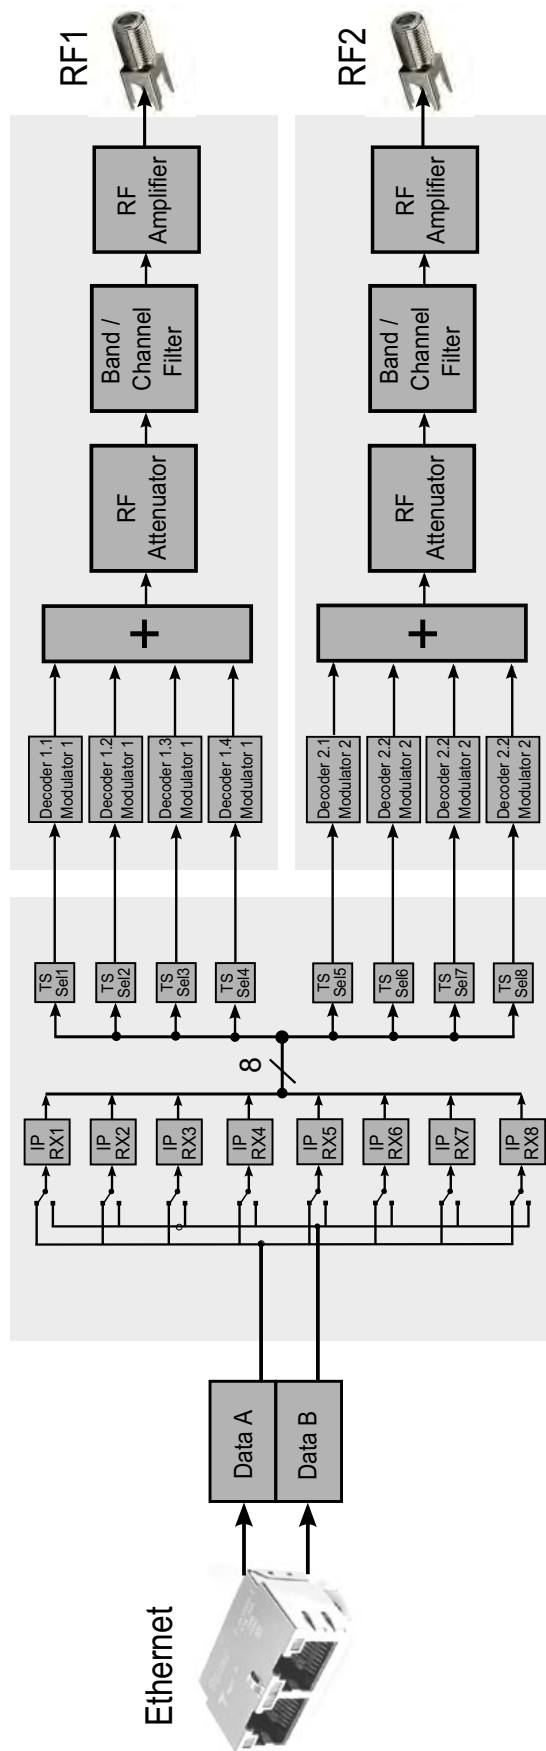 Ethernet
Data A
Data B
IP
RX1
IP
RX2
IP
RX3
IP
RX4
IP
RX5
IP
RX6
IP
RX7
IP
RX8
8
TS
Sel1
TS
Sel2
TS
Sel3
TS
Sel4
TS
Sel5
TS
Sel6
TS
Sel7
TS
Sel8
Decoder 1.1
Modulator 1
Decoder 1.2
Modulator 1
Decoder 1.3
Modulator 1
Decoder 1.4
Modulator 1
Decoder 2.1
Modulator 2
Decoder 2.2
Modulator 2
Decoder 2.2
Modulator 2
Decoder 2.2
Modulator 2
+
+
RF
Attenuator
Band /
Channel
Filter
RF
Amplifier
RF1
RF
Attenuator
Band /
Channel
Filter
RF
Amplifier
RF2